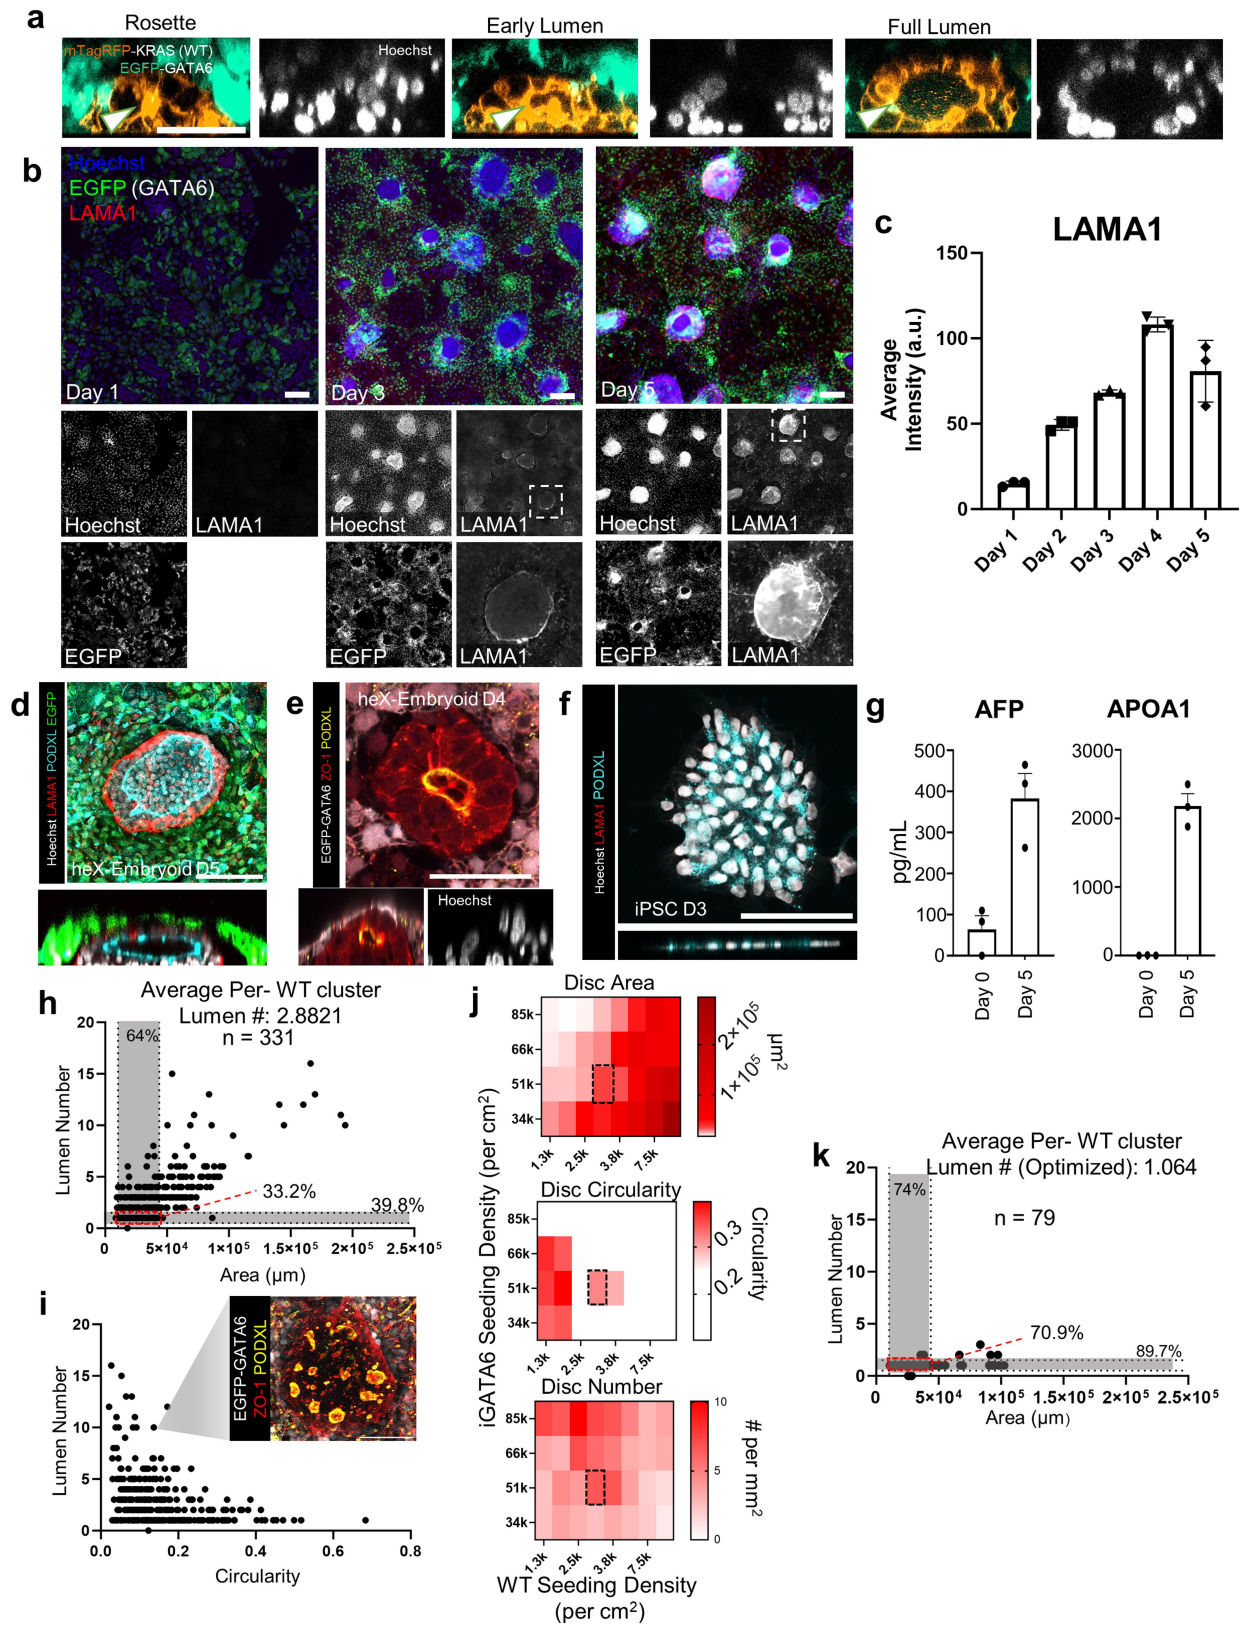 a
Rosette
Early Lumen
Full Lumen
mTagRFP-KRAS (WT)
EGFP-GATA6
Hoechst
b
Hoechst
EGFP (GATA6)
LAMA1
Day 1
Day 3
Day 5
Hoechst
LAMA1
Hoechst
LAMA1
Hoechst
LAMA1
EGFP
EGFP
LAMA1
EGFP
LAMA1
c
LAMA1
Average
Intensity (a.u.)
150
100
50
0
Day 1
Day 2
Day 3
Day 4
Day 5
d
Hoechst LAMA1 PODXL EGFP
heX-Embryoid D5
e
EGFP-GATA6 ZO-1 PODXL
heX-Embryoid D4
Hoechst
f
Hoechst LAMA1 PODXL
iPSC D3
g
AFP
APOA1
pg/mL
500
400
300
200
100
0
Day 0
Day 5
3000
2000
1000
0
Day 0
Day 5
h
Average Per- WT cluster
Lumen #: 2.8821
n = 331
64%
33.2%
39.8%
Lumen Number
20
15
10
5
0
0
5×10⁴
1×10⁵
1.5×10⁵
2×10⁵
2.5×10⁵
Area (µm)
i
EGFP-GATA6
ZO-1 PODXL
Lumen Number
20
15
10
5
0
0.0
0.2
0.4
0.6
0.8
Circularity
j
iGATA6 Seeding Density (per cm²)
Disc Area
85k
66k
51k
34k
1.3k
2.5k
3.8k
7.5k
2×10⁵
1×10⁵
µm²
Disc Circularity
85k
66k
51k
34k
1.3k
2.5k
3.8k
7.5k
0.3
0.2
Circularity
Disc Number
85k
66k
51k
34k
1.3k
2.5k
3.8k
7.5k
10
5
0
# per mm²
WT Seeding Density
(per cm²)
k
Average Per- WT cluster
Lumen # (Optimized): 1.064
n = 79
74%
70.9%
89.7%
Lumen Number
20
15
10
5
0
0
5×10⁴
1×10⁵
1.5×10⁵
2×10⁵
2.5×10⁵
Area (µm)